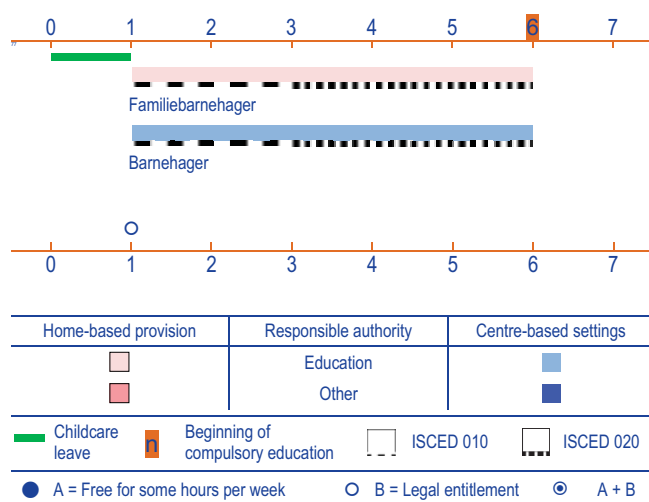 0 1 2 3 4 5 6 7
"
Familiebarnehager
Barnehager
0 1 2 3 4 5 6 7
Home-based provision Responsible authority Centre-based settings
Education
Other
Childcare leave n Beginning of compulsory education ISCED 010 ISCED 020
A = Free for some hours per week B = Legal entitlement A + B